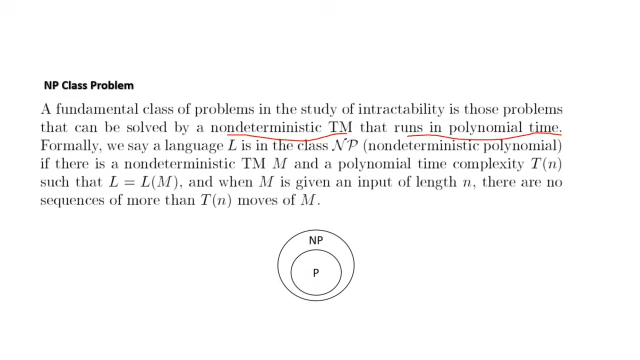 NP Class Problem
A fundamental class of problems in the study of intractability is those problems
that can be solved by a nondeterministic TM that runs in polynomial time.
Formally, we say a language L is in the class 𝒩𝒫 (nondeterministic polynomial)
if there is a nondeterministic TM M and a polynomial time complexity T(n)
such that L = L(M), and when M is given an input of length n, there are no
sequences of more than T(n) moves of M.
NP
P